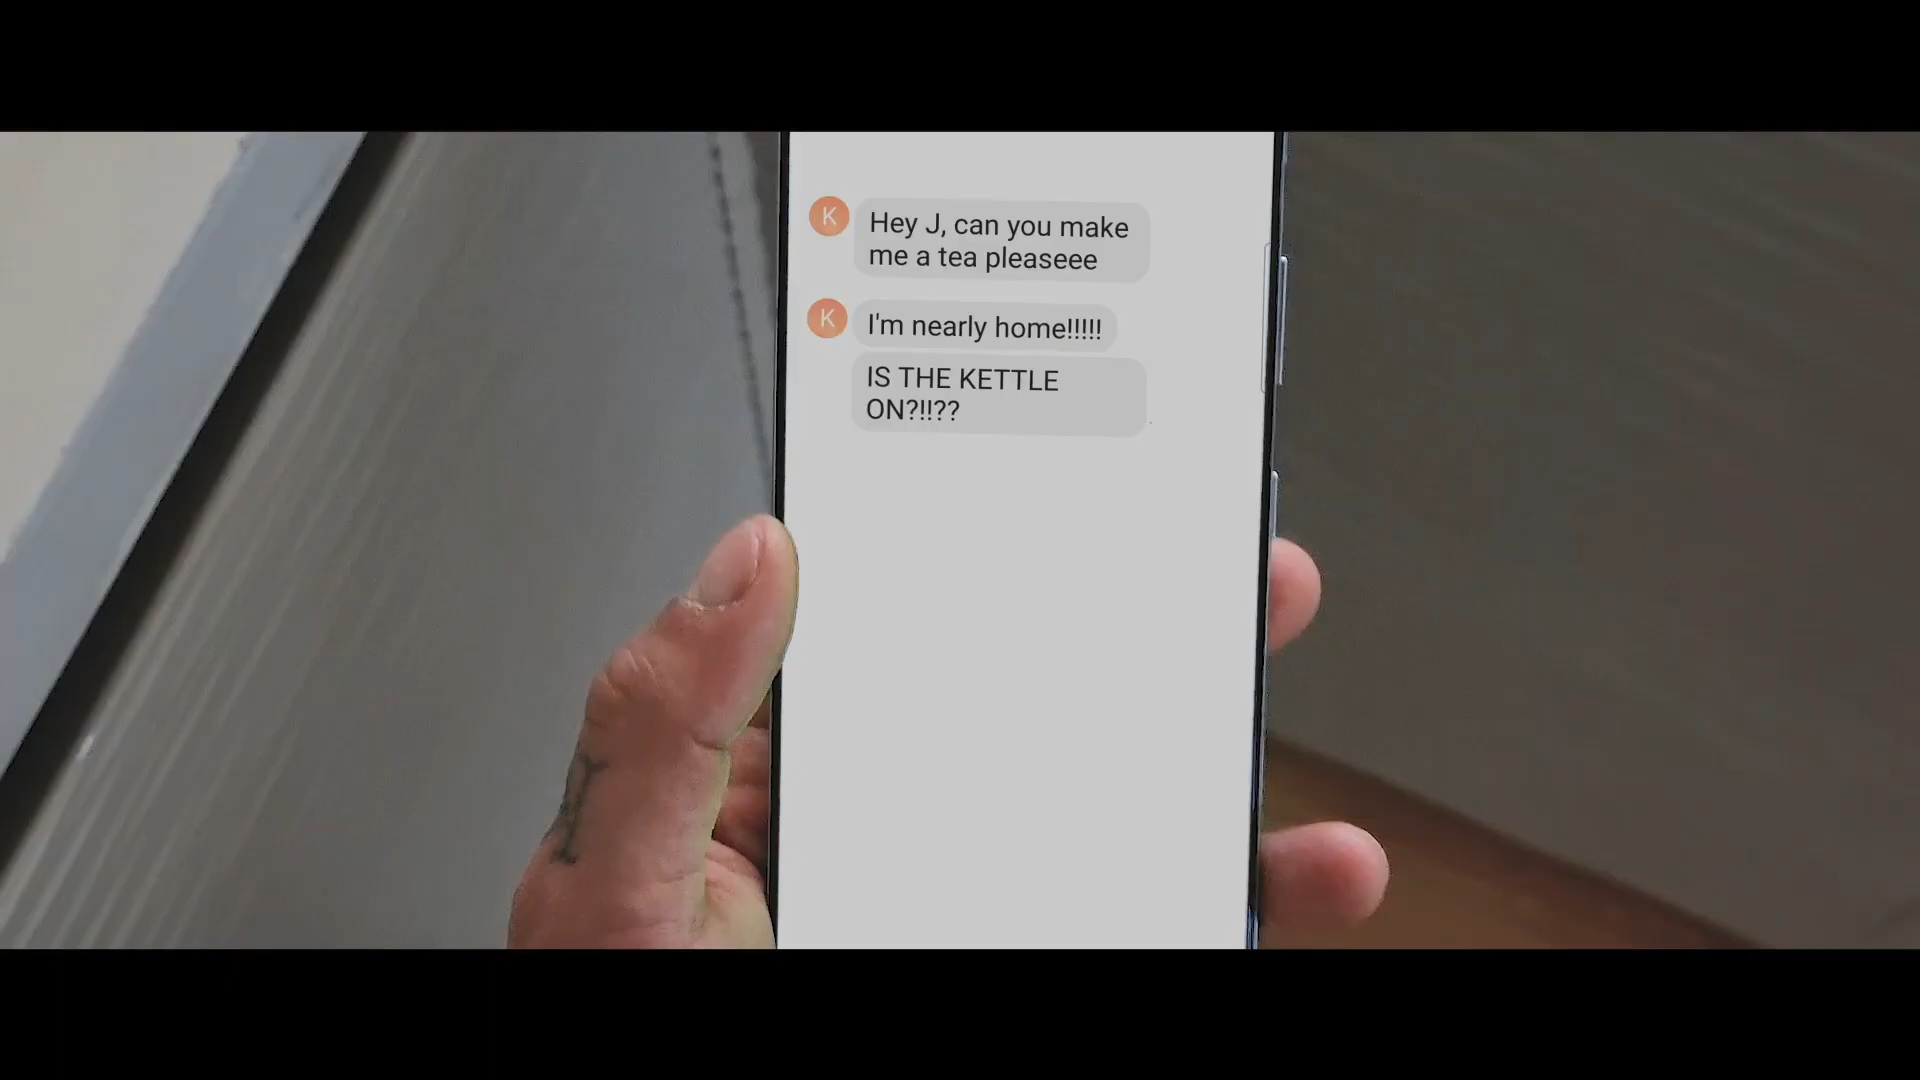 K
Hey J, can you make
me a tea pleaseee
K
I'm nearly home!!!!!
IS THE KETTLE
ON?!!??